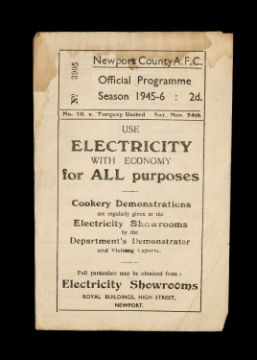 Newport County A.F.C.
Official Programme
Season 1945-6 : 2d.
No 3995
No. 10. v. Torquay United Sat. Nov. 24th
USE
ELECTRICITY
WITH ECONOMY
for ALL purposes
Cookery Demonstrations
are regularly given at the
Electricity Showrooms
by the
Department's Demonstrator
and Visiting Experts.
Full particulars may be obtained from :
Electricity Showrooms
ROYAL BUILDINGS, HIGH STREET,
NEWPORT.